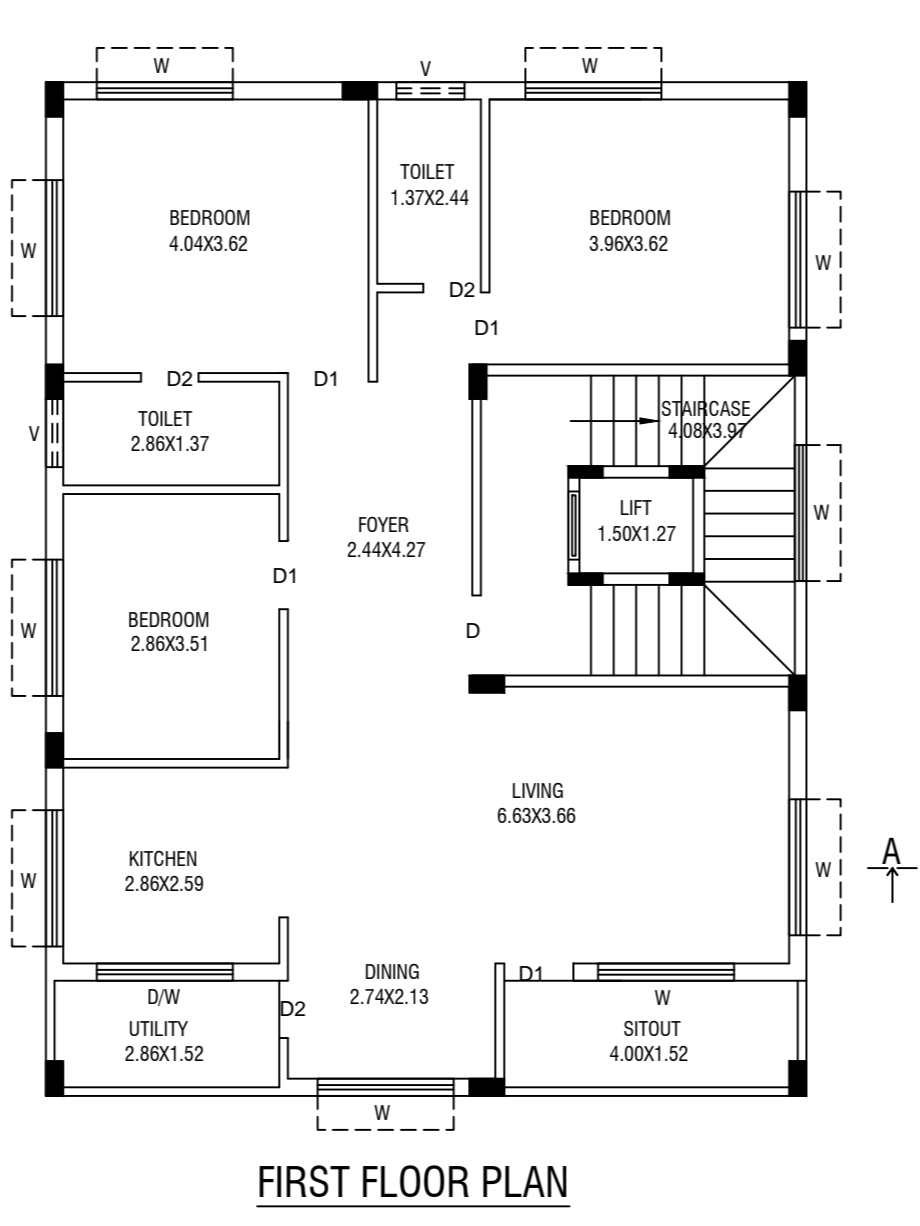 W
V
W
TOILET
1.37X2.44
BEDROOM
4.04X3.62
BEDROOM
3.96X3.62
W
W
D2
D1
D2
D1
STAIRCASE
4.08X3.97
TOILET
2.86X1.37
V
LIFT
1.50X1.27
W
FOYER
2.44X4.27
D1
BEDROOM
2.86X3.51
W
D
LIVING
6.63X3.66
KITCHEN
2.86X2.59
W
W
A
DINING
2.74X2.13
D1
D/W
D2
W
UTILITY
2.86X1.52
SITOUT
4.00X1.52
W
FIRST FLOOR PLAN